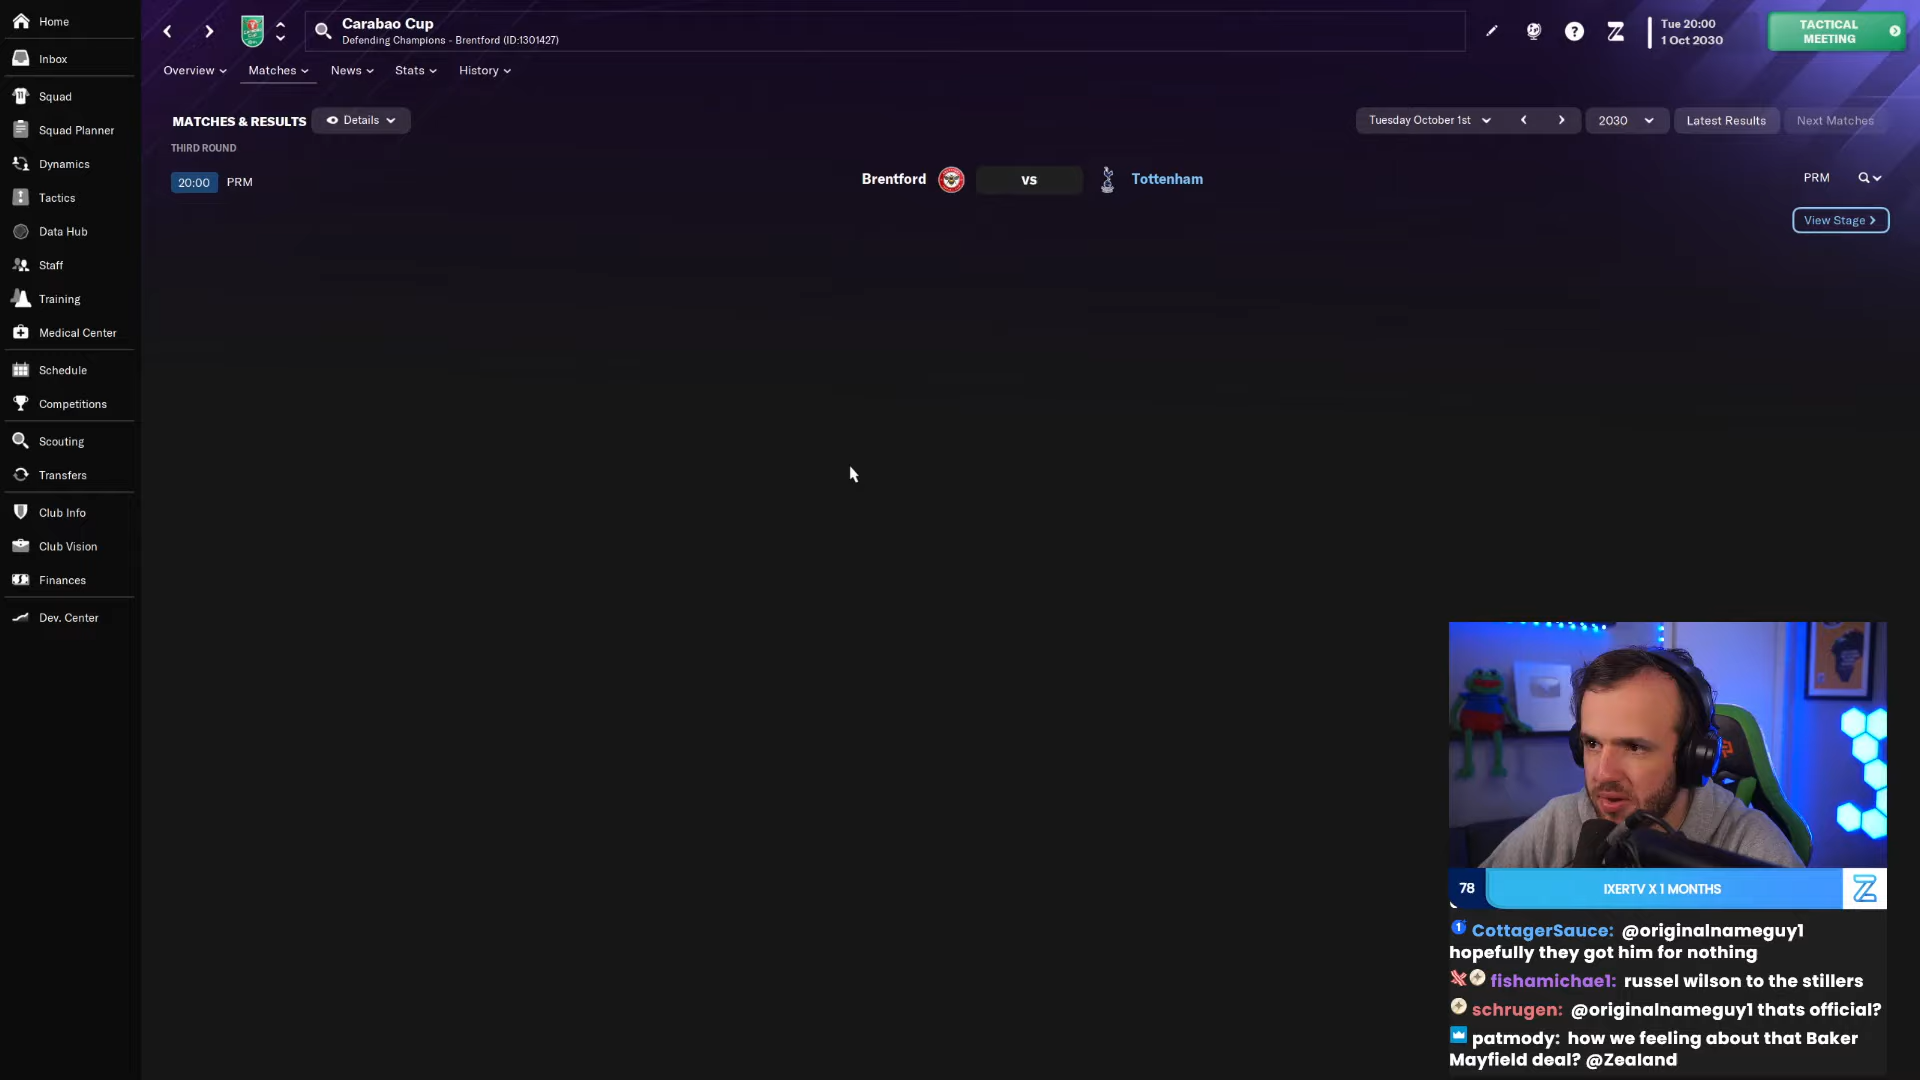 Home
Inbox
Squad
Squad Planner
Dynamics
Tactics
Data Hub
Staff
Training
Medical Center
Schedule
Competitions
Scouting
Transfers
Club Info
Club Vision
Finances
Dev. Center
Carabao Cup
Defending Champions - Brentford (ID:1301427)
Tue 20:00
1 Oct 2030
TACTICAL
MEETING
Overview
Matches
News
Stats
History
MATCHES & RESULTS
Details
Tuesday October 1st
2030
Latest Results
Next Matches
THIRD ROUND
20:00 PRM
Brentford vs Tottenham
PRM
View Stage
78 IXERTV X 1 MONTHS
CottagerSauce: @originalnameguy1
hopefully they got him for nothing
fishamichael: russel wilson to the stillers
schrugen: @originalnameguy1 thats official?
patmody: how we feeling about that Baker
Mayfield deal? @Zealand